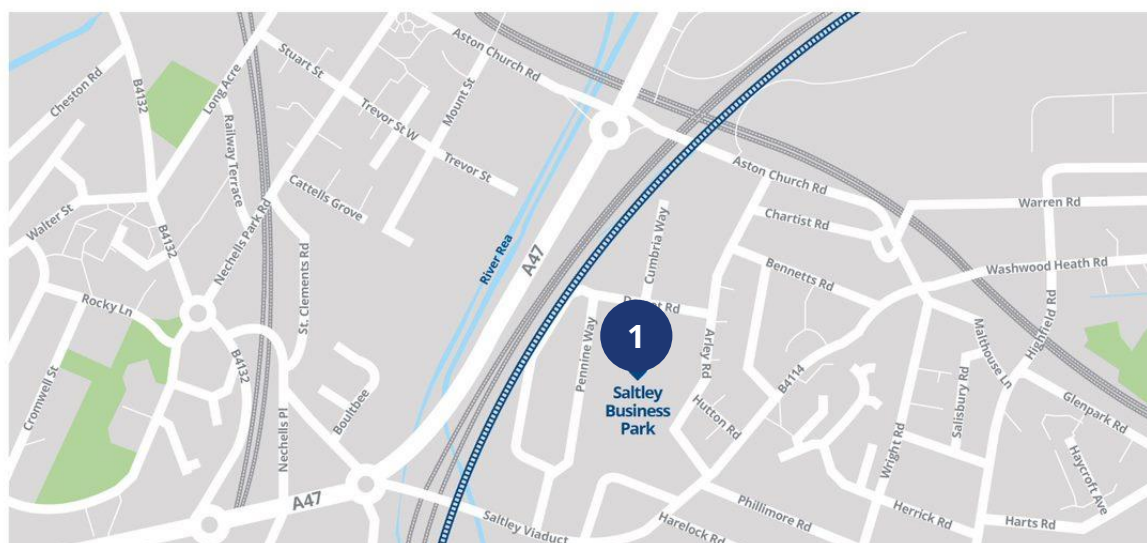 Aston Church Rd
Stuart St
Long Acre
B4132
Cheston Rd
Mount St
Trevor St W
Railway Terrace
Trevor St
Aston Church Rd
Cattells Grove
Walter St
Nechells Park Rd
B4132
Chartist Rd
Warren Rd
Cumbria Way
River Rea
A47
St. Clements Rd
Bennetts Rd
Washwood Heath Rd
Rocky Ln
1
Pennine Way
Arley Rd
Highfield Rd
Malthouse Ln
B4132
Cromwell St
B4114
Saltley
Business
Park
Boultbee
Hutton Rd
Salisbury Rd
Glenpark Rd
Nechells Pl
Wright Rd
Haycroft Ave
A47
Saltley Viaduct
Harelock Rd
Phillimore Rd
Herrick Rd
Harts Rd